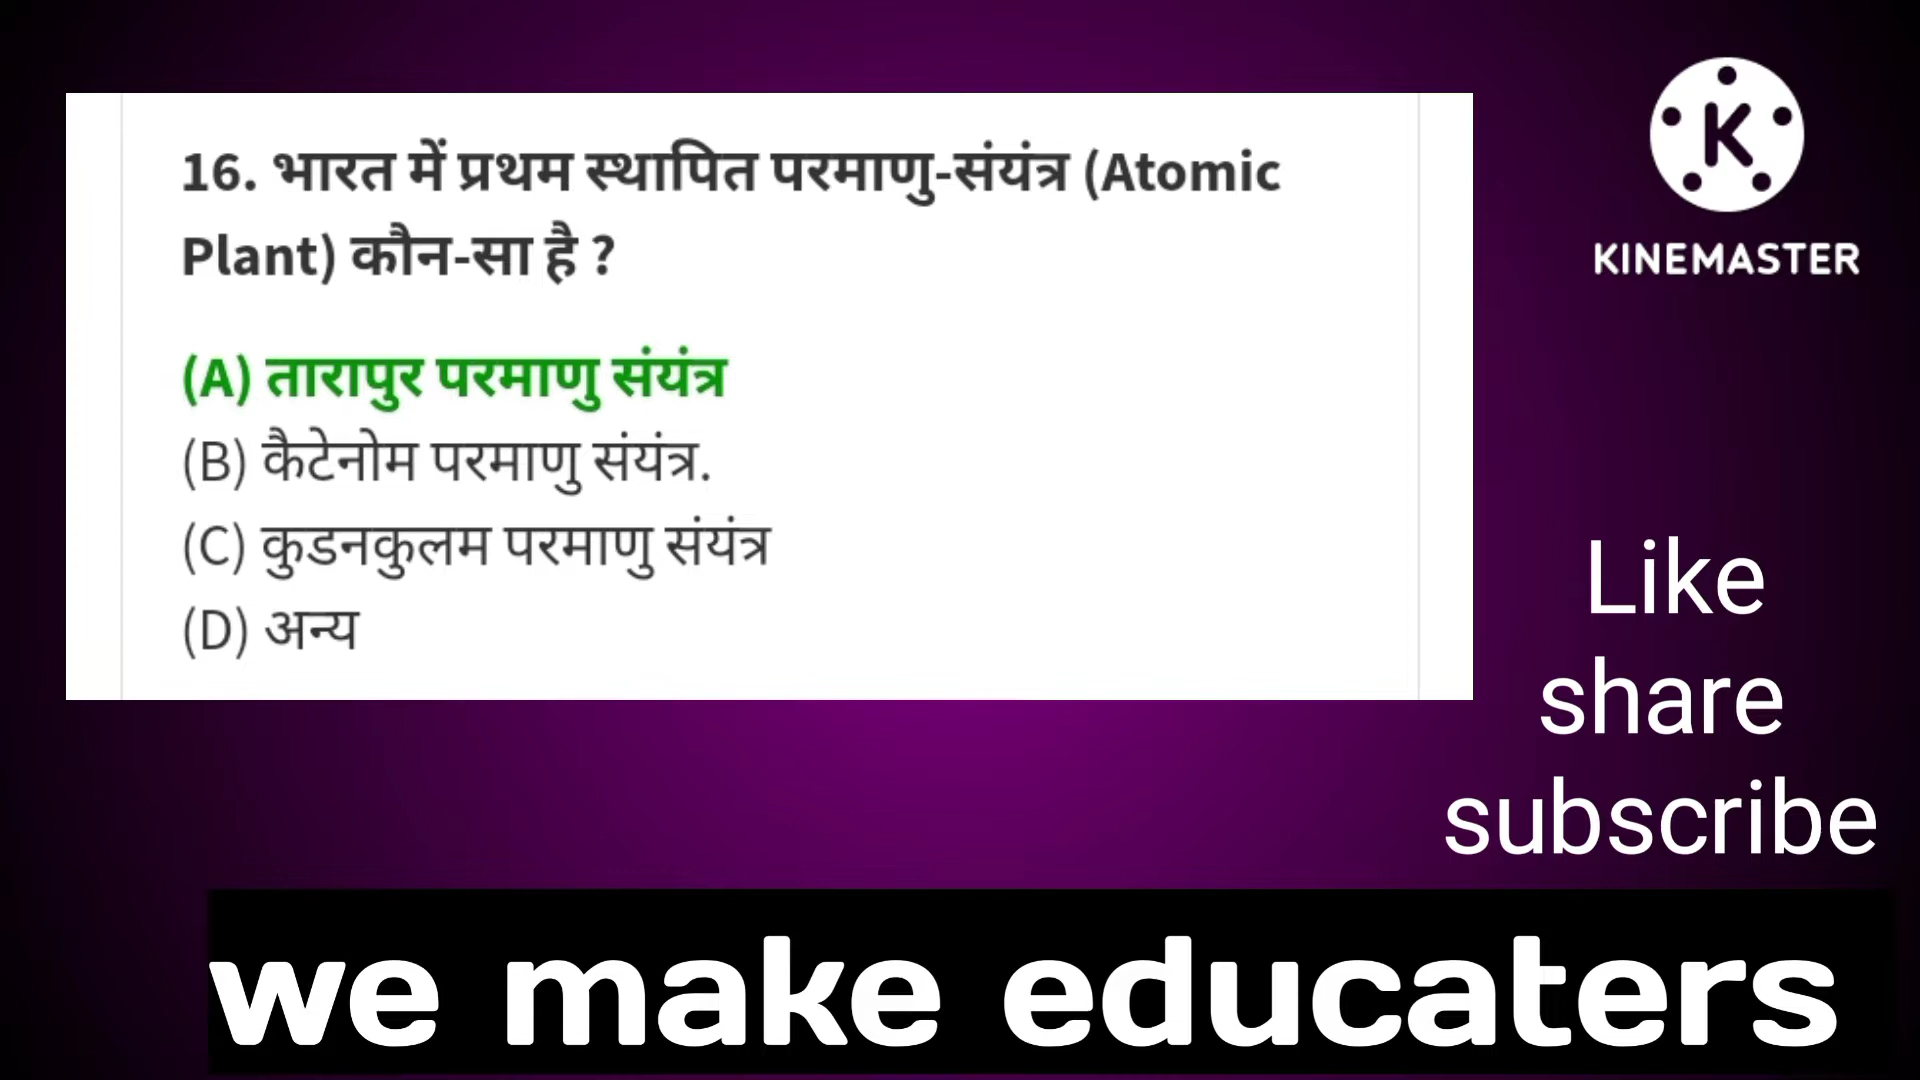 16. भारत में प्रथम स्थापित परमाणु-संयंत्र (Atomic
Plant) कौन-सा है ?
(A) तारापुर परमाणु संयंत्र
(B) कैटेनोम परमाणु संयंत्र.
(C) कुडनकुलम परमाणु संयंत्र
(D) अन्य
K
KINEMASTER
Like
share
subscribe
we make educaters